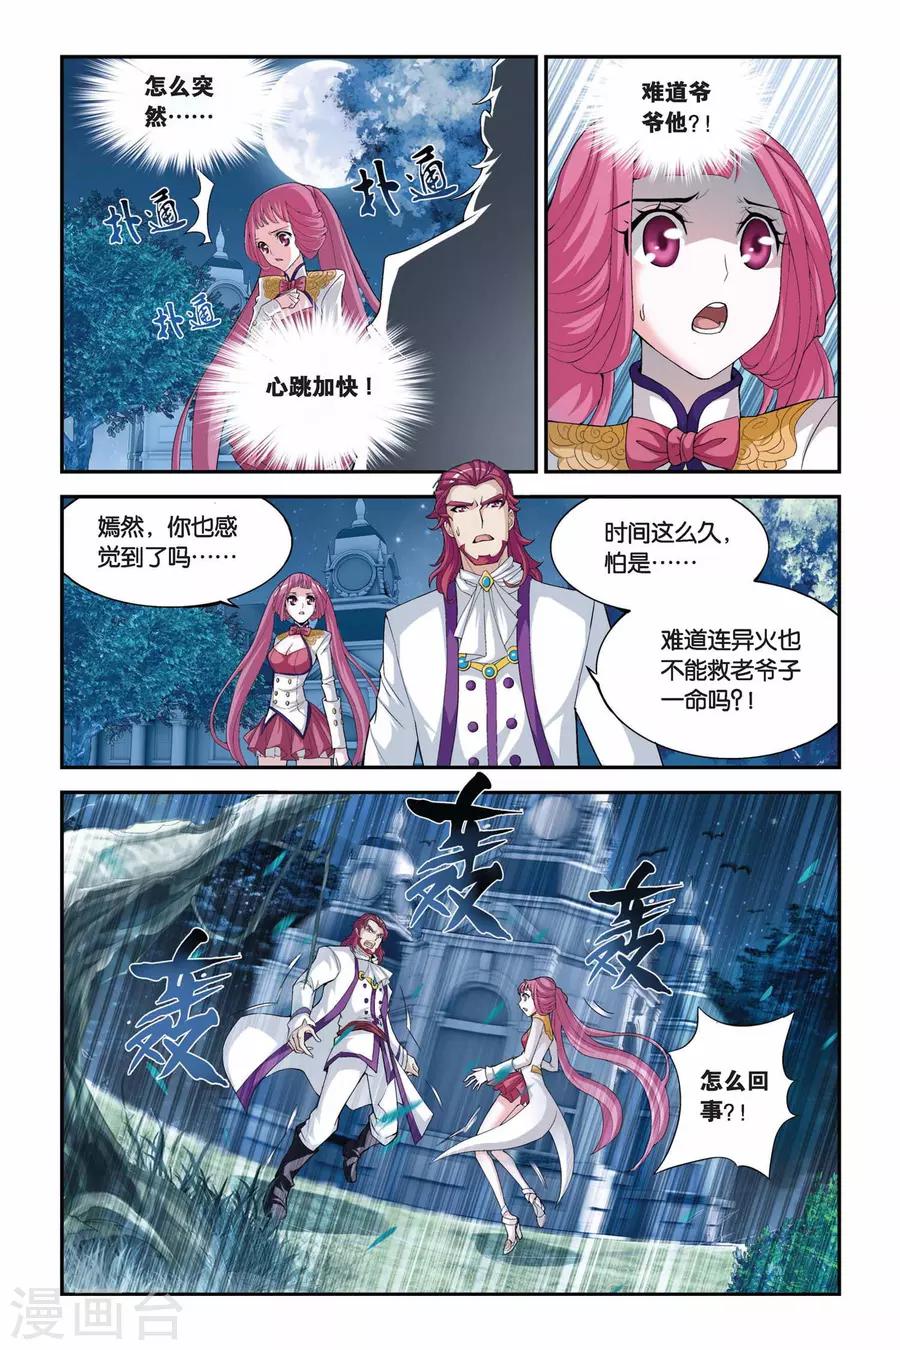 怎么突
然……
扑通
扑通
扑通
心跳加快！
难道爷
爷他？！
嫣然，你也感
觉到了吗……
时间这么久，
怕是……
难道连异火也
不能救老爷子
一命吗？！
轰
轰
轰
怎么回
事？！
漫画台